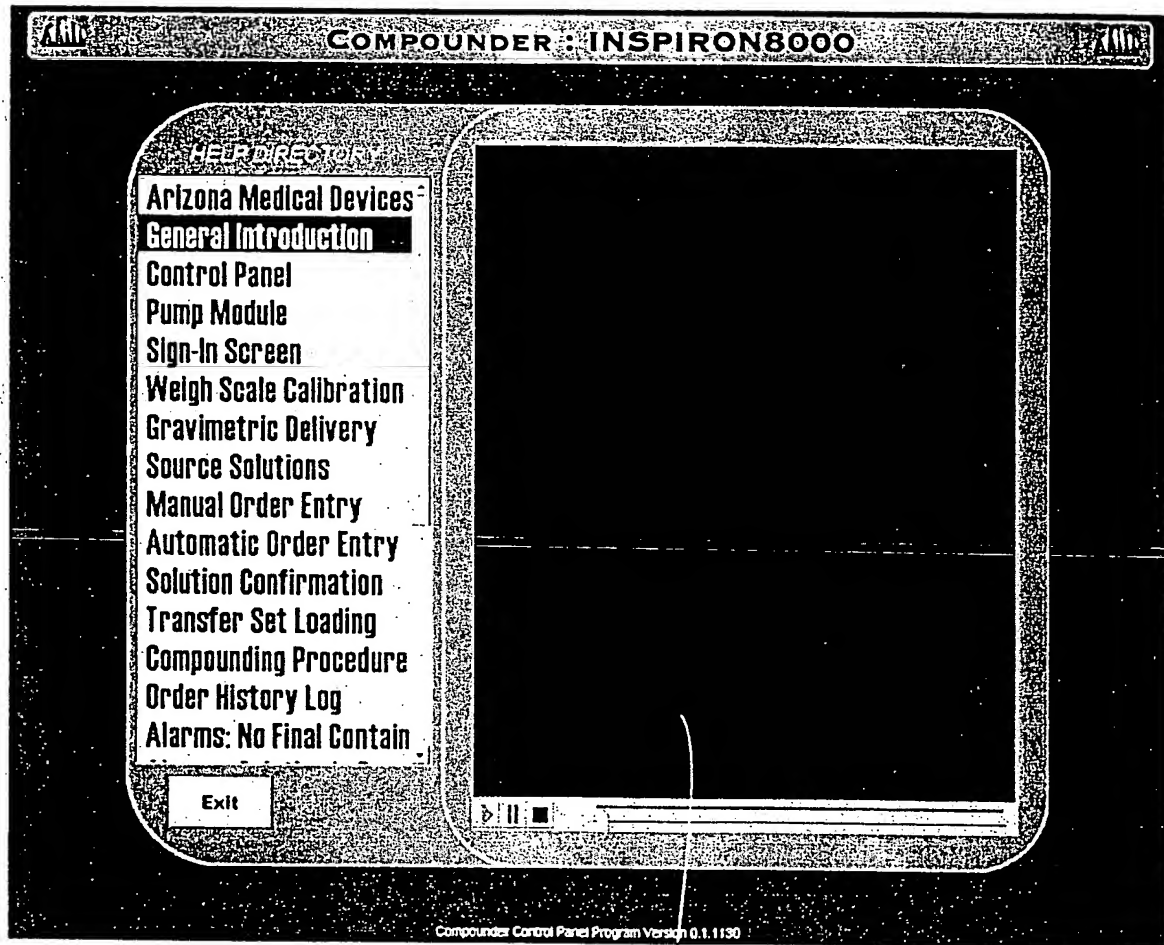 COMPOUNDER : INSPIRON8000
HELP DIRECTORY
Arizona Medical Devices
General Introduction
Control Panel
Pump Module
Sign-In Screen
Weigh Scale Calibration
Gravimetric Delivery
Source Solutions
Manual Order Entry
Automatic Order Entry
Solution Confirmation
Transfer Set Loading
Compounding Procedure
Order History Log
Alarms: No Final Contain
Exit
Compounder Control Panel Program Version 0.1.1130